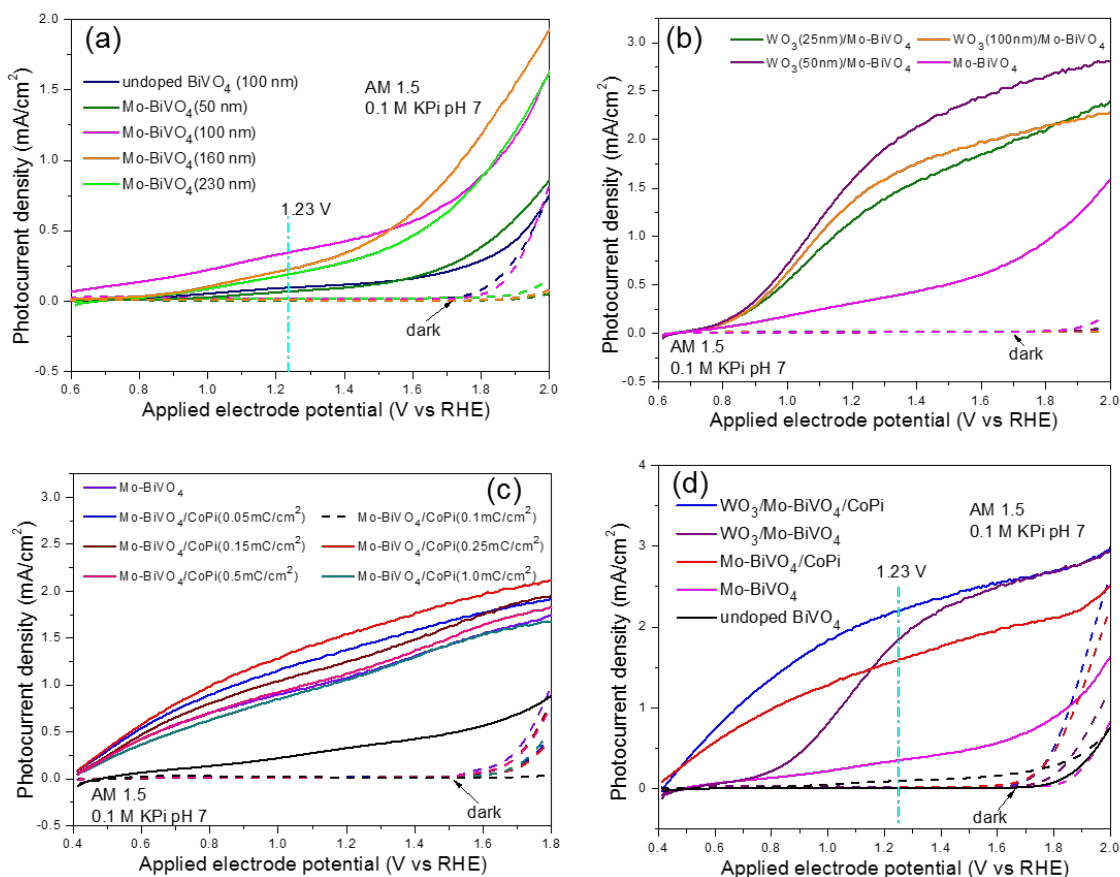 (a)
undoped BiVO₄ (100 nm)
Mo-BiVO₄(50 nm)
Mo-BiVO₄(100 nm)
Mo-BiVO₄(160 nm)
Mo-BiVO₄(230 nm)
AM 1.5
0.1 M KPi pH 7
1.23 V
dark
2.0
1.5
1.0
0.5
0.0
-0.5
0.6 0.8 1.0 1.2 1.4 1.6 1.8 2.0
Photocurrent density (mA/cm²)
Applied electrode potential (V vs RHE)
(b)
WO₃(25nm)/Mo-BiVO₄ WO₃(100nm)/Mo-BiVO₄
WO₃(50nm)/Mo-BiVO₄ Mo-BiVO₄
AM 1.5
0.1 M KPi pH 7
dark
3.0
2.5
2.0
1.5
1.0
0.5
0.0
-0.5
0.6 0.8 1.0 1.2 1.4 1.6 1.8 2.0
Photocurrent density (mA/cm²)
Applied electrode potential (V vs RHE)
(c)
Mo-BiVO₄
Mo-BiVO₄/CoPi(0.05mC/cm²) Mo-BiVO₄/CoPi(0.1mC/cm²)
Mo-BiVO₄/CoPi(0.15mC/cm²) Mo-BiVO₄/CoPi(0.25mC/cm²)
Mo-BiVO₄/CoPi(0.5mC/cm²) Mo-BiVO₄/CoPi(1.0mC/cm²)
AM 1.5
0.1 M KPi pH 7
dark
3.0
2.5
2.0
1.5
1.0
0.5
0.0
-0.5
0.4 0.6 0.8 1.0 1.2 1.4 1.6 1.8
Photocurrent density (mA/cm²)
Applied electrode potential (V vs RHE)
(d)
WO₃/Mo-BiVO₄/CoPi
WO₃/Mo-BiVO₄
Mo-BiVO₄/CoPi
Mo-BiVO₄
undoped BiVO₄
AM 1.5
0.1 M KPi pH 7
1.23 V
dark
4
3
2
1
0
0.4 0.6 0.8 1.0 1.2 1.4 1.6 1.8 2.0
Photocurrent density (mA/cm²)
Applied electrode potential (V vs RHE)